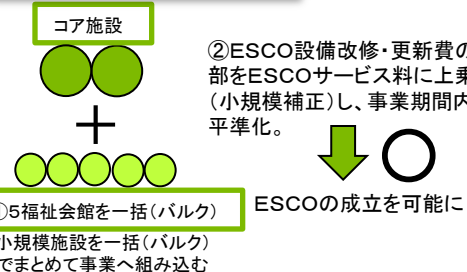 コア施設
②ESCO設備改修・更新費の
部をESCOサービス料に上乗
(小規模補正)し、事業期間内
平準化。
①5福祉会館を一括(バルク)
小規模施設を一括(バルク)
でまとめて事業へ組み込む
ESCOの成立を可能に